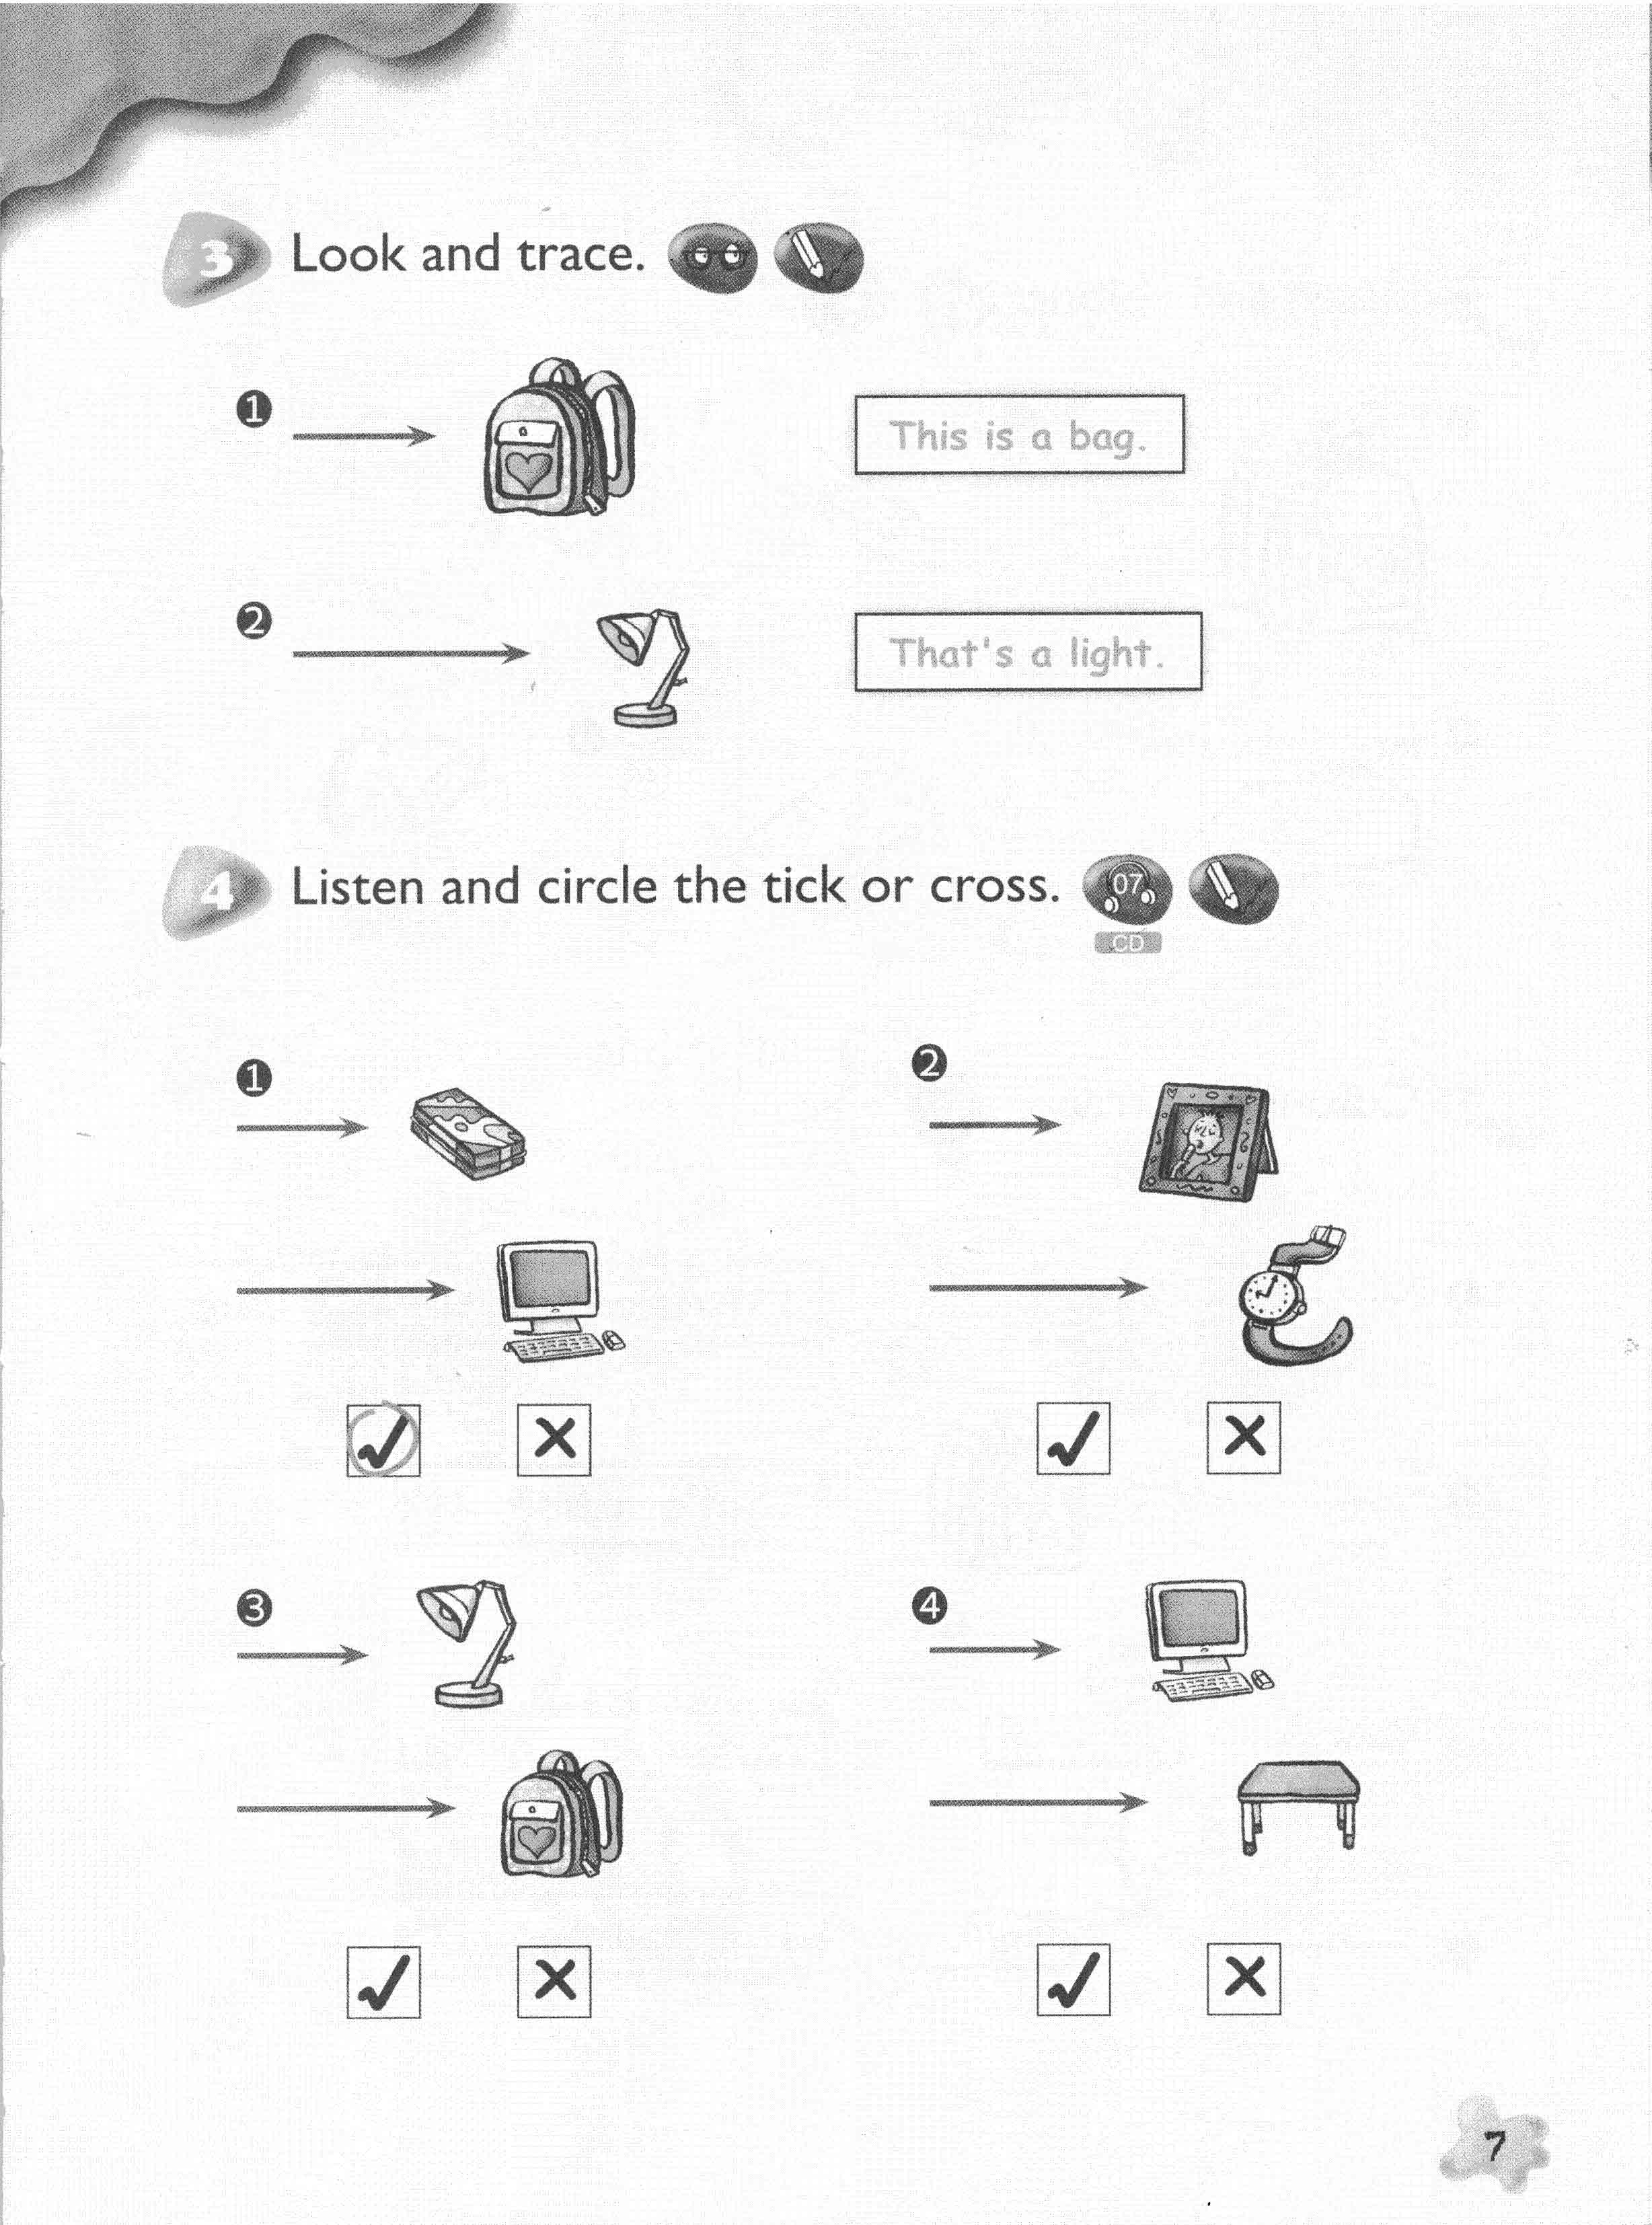 3 Look and trace.
1
This is a bag.
2
That's a light.
4 Listen and circle the tick or cross. 07
CD
1
2
3
4
7